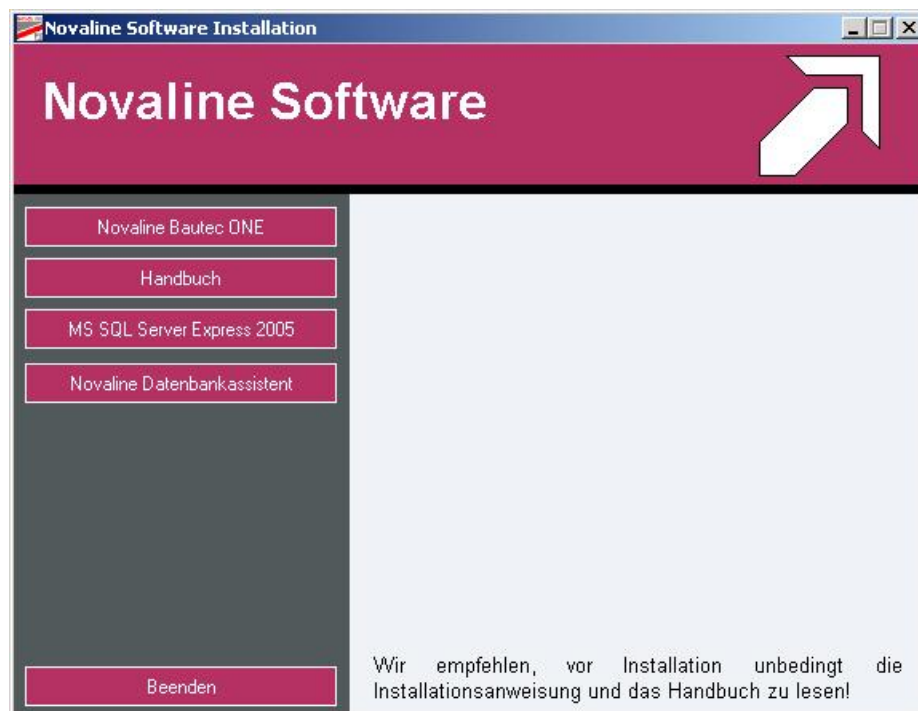 Novaline Software Installation
Novaline Software
Novaline Bautec ONE
Handbuch
MS SQL Server Express 2005
Novaline Datenbankassistent
Beenden
Wir empfehlen, vor Installation unbedingt die
Installationsanweisung und das Handbuch zu lesen!